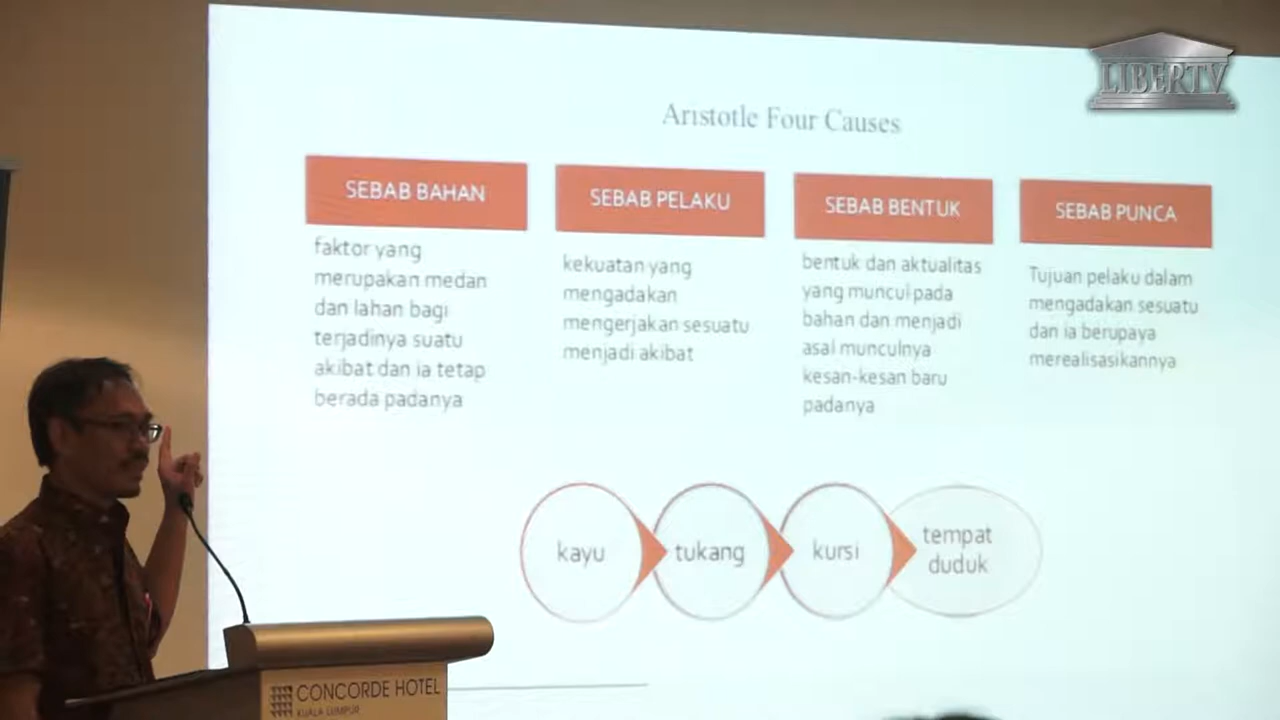 LIBERTV
Aristotle Four Causes
SEBAB BAHAN
faktor yang
merupakan medan
dan lahan bagi
terjadinya suatu
akibat dan ia tetap
berada padanya
SEBAB PELAKU
kekuatan yang
mengadakan
mengerjakan sesuatu
menjadi akibat
SEBAB BENTUK
bentuk dan aktualitas
yang muncul pada
bahan dan menjadi
asal munculnya
kesan-kesan baru
padanya
SEBAB PUNCA
Tujuan pelaku dalam
mengadakan sesuatu
dan ia berupaya
merealisasikannya
kayu
tukang
kursi
tempat
duduk
CONCORDE HOTEL
KUALA LUMPUR